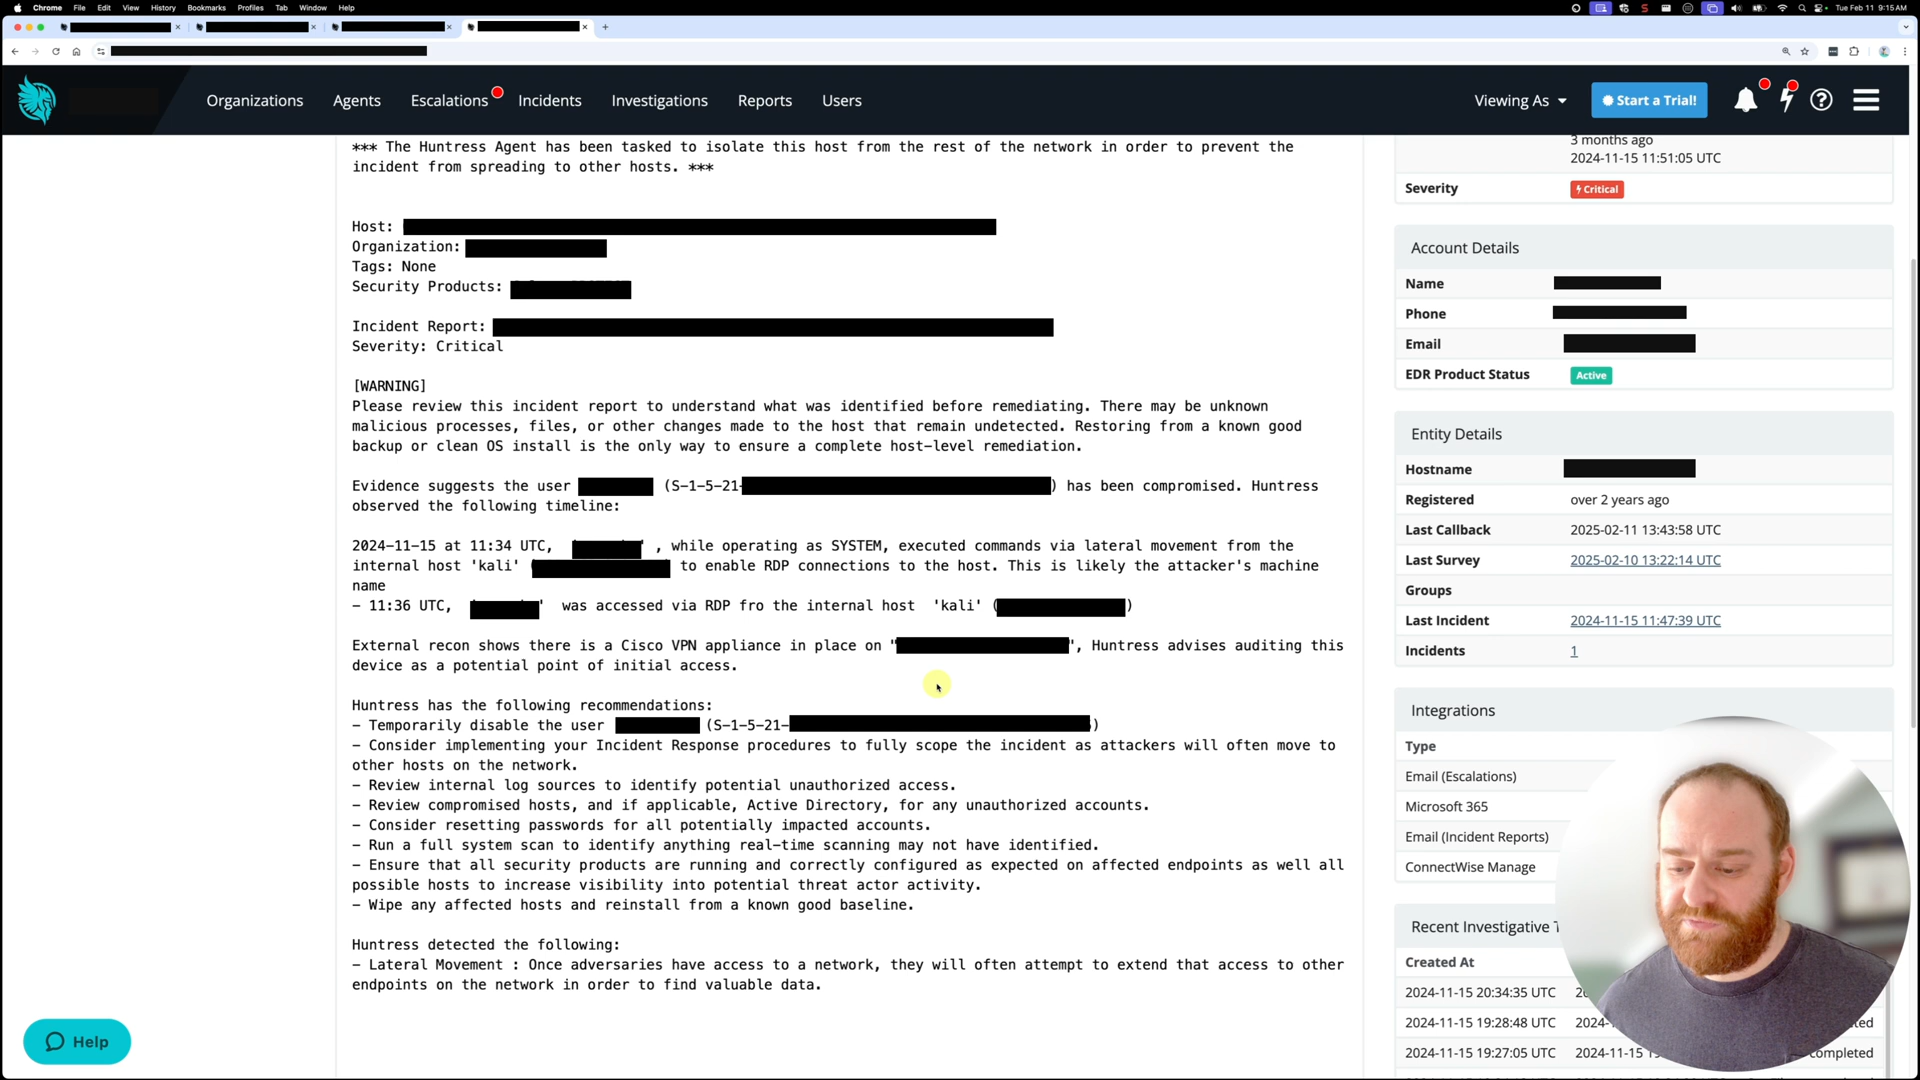 Chrome File Edit View History Bookmarks Profiles Tab Window Help
Tue Feb 11 9:15 AM
Organizations Agents Escalations Incidents Investigations Reports Users Viewing As Start a Trial!
*** The Huntress Agent has been tasked to isolate this host from the rest of the network in order to prevent the
incident from spreading to other hosts. ***
Host:
Organization:
Tags: None
Security Products:
Incident Report:
Severity: Critical
[WARNING]
Please review this incident report to understand what was identified before remediating. There may be unknown
malicious processes, files, or other changes made to the host that remain undetected. Restoring from a known good
backup or clean OS install is the only way to ensure a complete host-level remediation.
Evidence suggests the user (S-1-5-21- ) has been compromised. Huntress
observed the following timeline:
2024-11-15 at 11:34 UTC, , while operating as SYSTEM, executed commands via lateral movement from the
internal host 'kali' ( to enable RDP connections to the host. This is likely the attacker's machine
name
- 11:36 UTC, ' was accessed via RDP fro the internal host 'kali' ( )
External recon shows there is a Cisco VPN appliance in place on " ", Huntress advises auditing this
device as a potential point of initial access.
Huntress has the following recommendations:
- Temporarily disable the user (S-1-5-21- )
- Consider implementing your Incident Response procedures to fully scope the incident as attackers will often move to
other hosts on the network.
- Review internal log sources to identify potential unauthorized access.
- Review compromised hosts, and if applicable, Active Directory, for any unauthorized accounts.
- Consider resetting passwords for all potentially impacted accounts.
- Run a full system scan to identify anything real-time scanning may not have identified.
- Ensure that all security products are running and correctly configured as expected on affected endpoints as well all
possible hosts to increase visibility into potential threat actor activity.
- Wipe any affected hosts and reinstall from a known good baseline.
Huntress detected the following:
- Lateral Movement : Once adversaries have access to a network, they will often attempt to extend that access to other
endpoints on the network in order to find valuable data.
Help
3 months ago
2024-11-15 11:51:05 UTC
Severity Critical
Account Details
Name
Phone
Email
EDR Product Status Active
Entity Details
Hostname
Registered over 2 years ago
Last Callback 2025-02-11 13:43:58 UTC
Last Survey 2025-02-10 13:22:14 UTC
Groups
Last Incident 2024-11-15 11:47:39 UTC
Incidents 1
Integrations
Type
Email (Escalations)
Microsoft 365
Email (Incident Reports)
ConnectWise Manage
Recent Investigative
Created At
2024-11-15 20:34:35 UTC
2024-11-15 19:28:48 UTC 2024-
2024-11-15 19:27:05 UTC 2024-11-15 completed